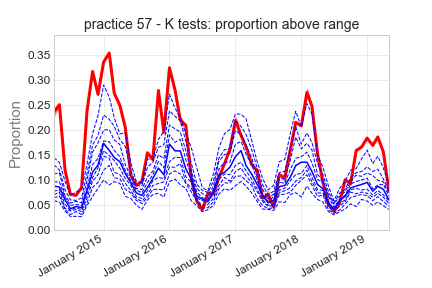 practice 57 - K tests: proportion above range
0.35
0.30
0.25
0.20
0.15
0.10
0.05
0.00
Proportion
January 2015
January 2016
January 2017
January 2018
January 2019